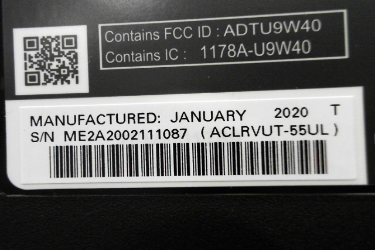 Contains FCC ID : ADTU9W40
Contains IC : 1178A-U9W40
MANUFACTURED: JANUARY 2020 T
S/N ME2A2002111087 (ACLRVUT-55UL)